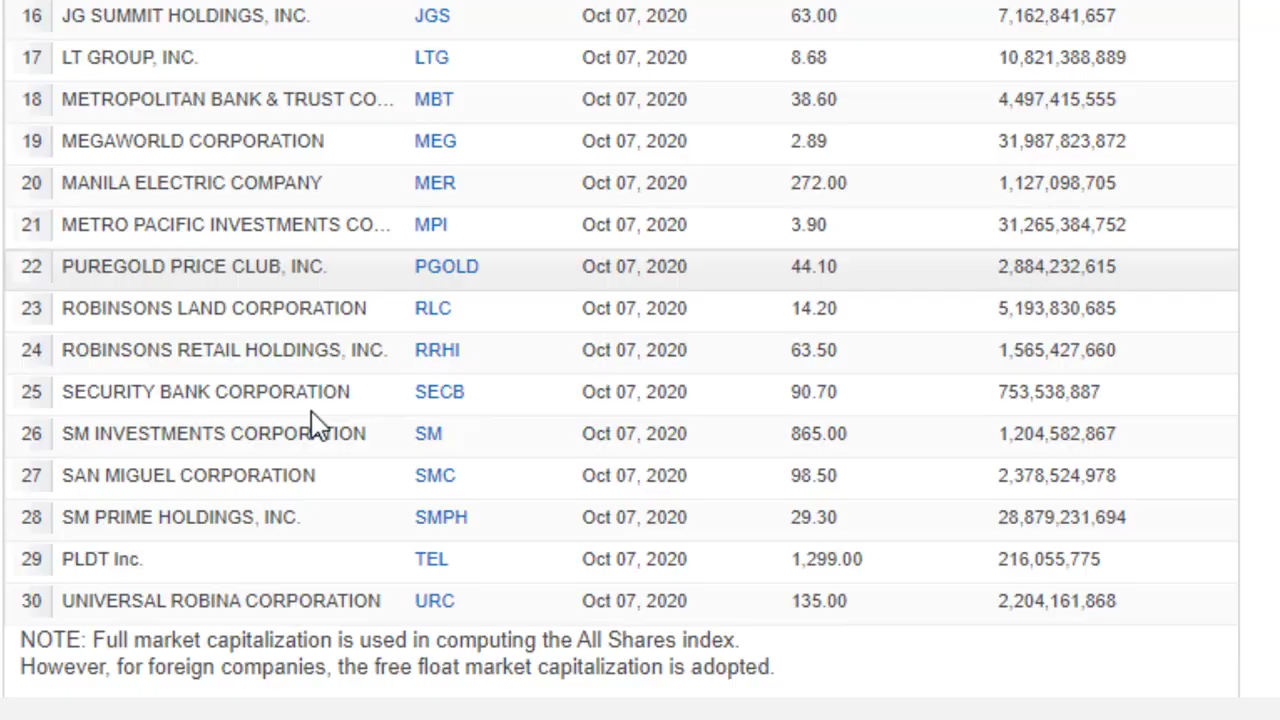 16 JG SUMMIT HOLDINGS, INC. JGS Oct 07, 2020 63.00 7,162,841,657
17 LT GROUP, INC. LTG Oct 07, 2020 8.68 10,821,388,889
18 METROPOLITAN BANK & TRUST CO... MBT Oct 07, 2020 38.60 4,497,415,555
19 MEGAWORLD CORPORATION MEG Oct 07, 2020 2.89 31,987,823,872
20 MANILA ELECTRIC COMPANY MER Oct 07, 2020 272.00 1,127,098,705
21 METRO PACIFIC INVESTMENTS CO... MPI Oct 07, 2020 3.90 31,265,384,752
22 PUREGOLD PRICE CLUB, INC. PGOLD Oct 07, 2020 44.10 2,884,232,615
23 ROBINSONS LAND CORPORATION RLC Oct 07, 2020 14.20 5,193,830,685
24 ROBINSONS RETAIL HOLDINGS, INC. RRHI Oct 07, 2020 63.50 1,565,427,660
25 SECURITY BANK CORPORATION SECB Oct 07, 2020 90.70 753,538,887
26 SM INVESTMENTS CORPORATION SM Oct 07, 2020 865.00 1,204,582,867
27 SAN MIGUEL CORPORATION SMC Oct 07, 2020 98.50 2,378,524,978
28 SM PRIME HOLDINGS, INC. SMPH Oct 07, 2020 29.30 28,879,231,694
29 PLDT Inc. TEL Oct 07, 2020 1,299.00 216,055,775
30 UNIVERSAL ROBINA CORPORATION URC Oct 07, 2020 135.00 2,204,161,868
NOTE: Full market capitalization is used in computing the All Shares index.
However, for foreign companies, the free float market capitalization is adopted.